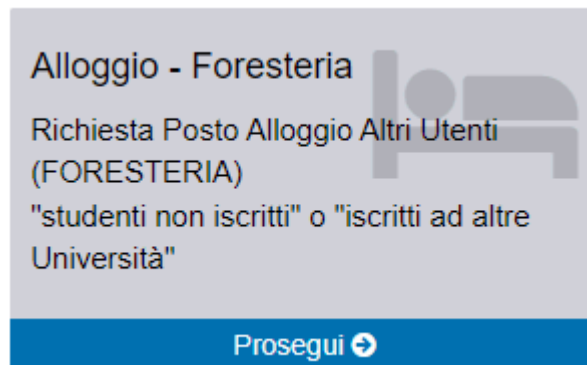 Alloggio - Foresteria
Richiesta Posto Alloggio Altri Utenti
(FORESTERIA)
"studenti non iscritti" o "iscritti ad altre
Università"
Prosegui